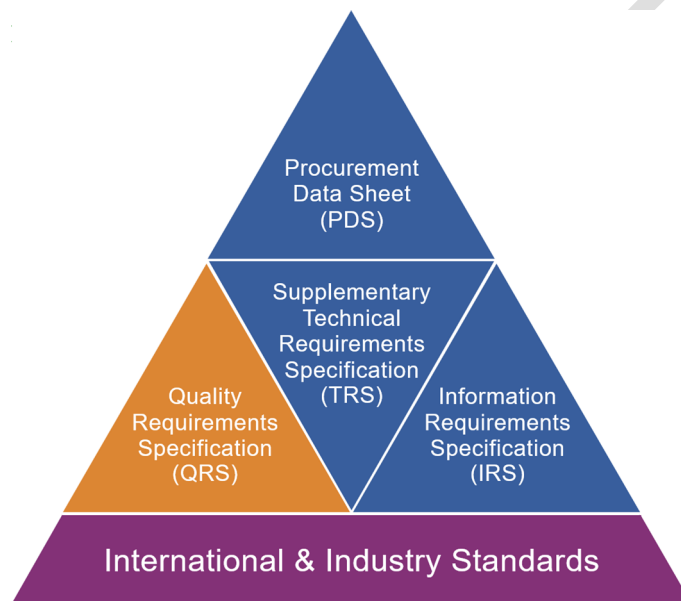 Procurement
Data Sheet
(PDS)
Supplementary
Technical
Requirements
Specification
(TRS)
Quality
Requirements
Specification
(QRS)
Information
Requirements
Specification
(IRS)
International & Industry Standards